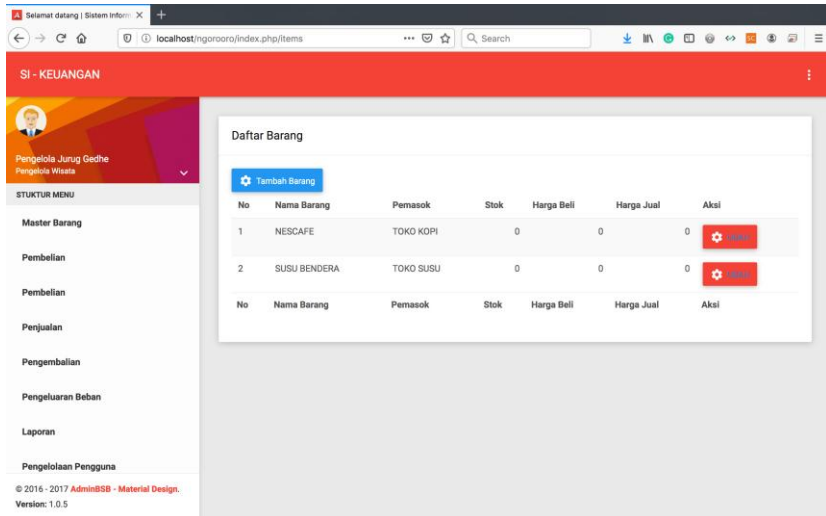 Selamat datang | Sistem Inform
localhost/ngorooro/index.php/items
Search
SI - KEUANGAN
Pengelola Jurug Gedhe
Pengelola Wisata
STUKTUR MENU
Master Barang
Pembelian
Pembelian
Penjualan
Pengembalian
Pengeluaran Beban
Laporan
Pengelolaan Pengguna
© 2016 - 2017 AdminBSB - Material Design.
Version: 1.0.5
Daftar Barang
Tambah Barang
No Nama Barang Pemasok Stok Harga Beli Harga Jual Aksi
1 NESCAFE TOKO KOPI 0 0 0
2 SUSU BENDERA TOKO SUSU 0 0 0
No Nama Barang Pemasok Stok Harga Beli Harga Jual Aksi